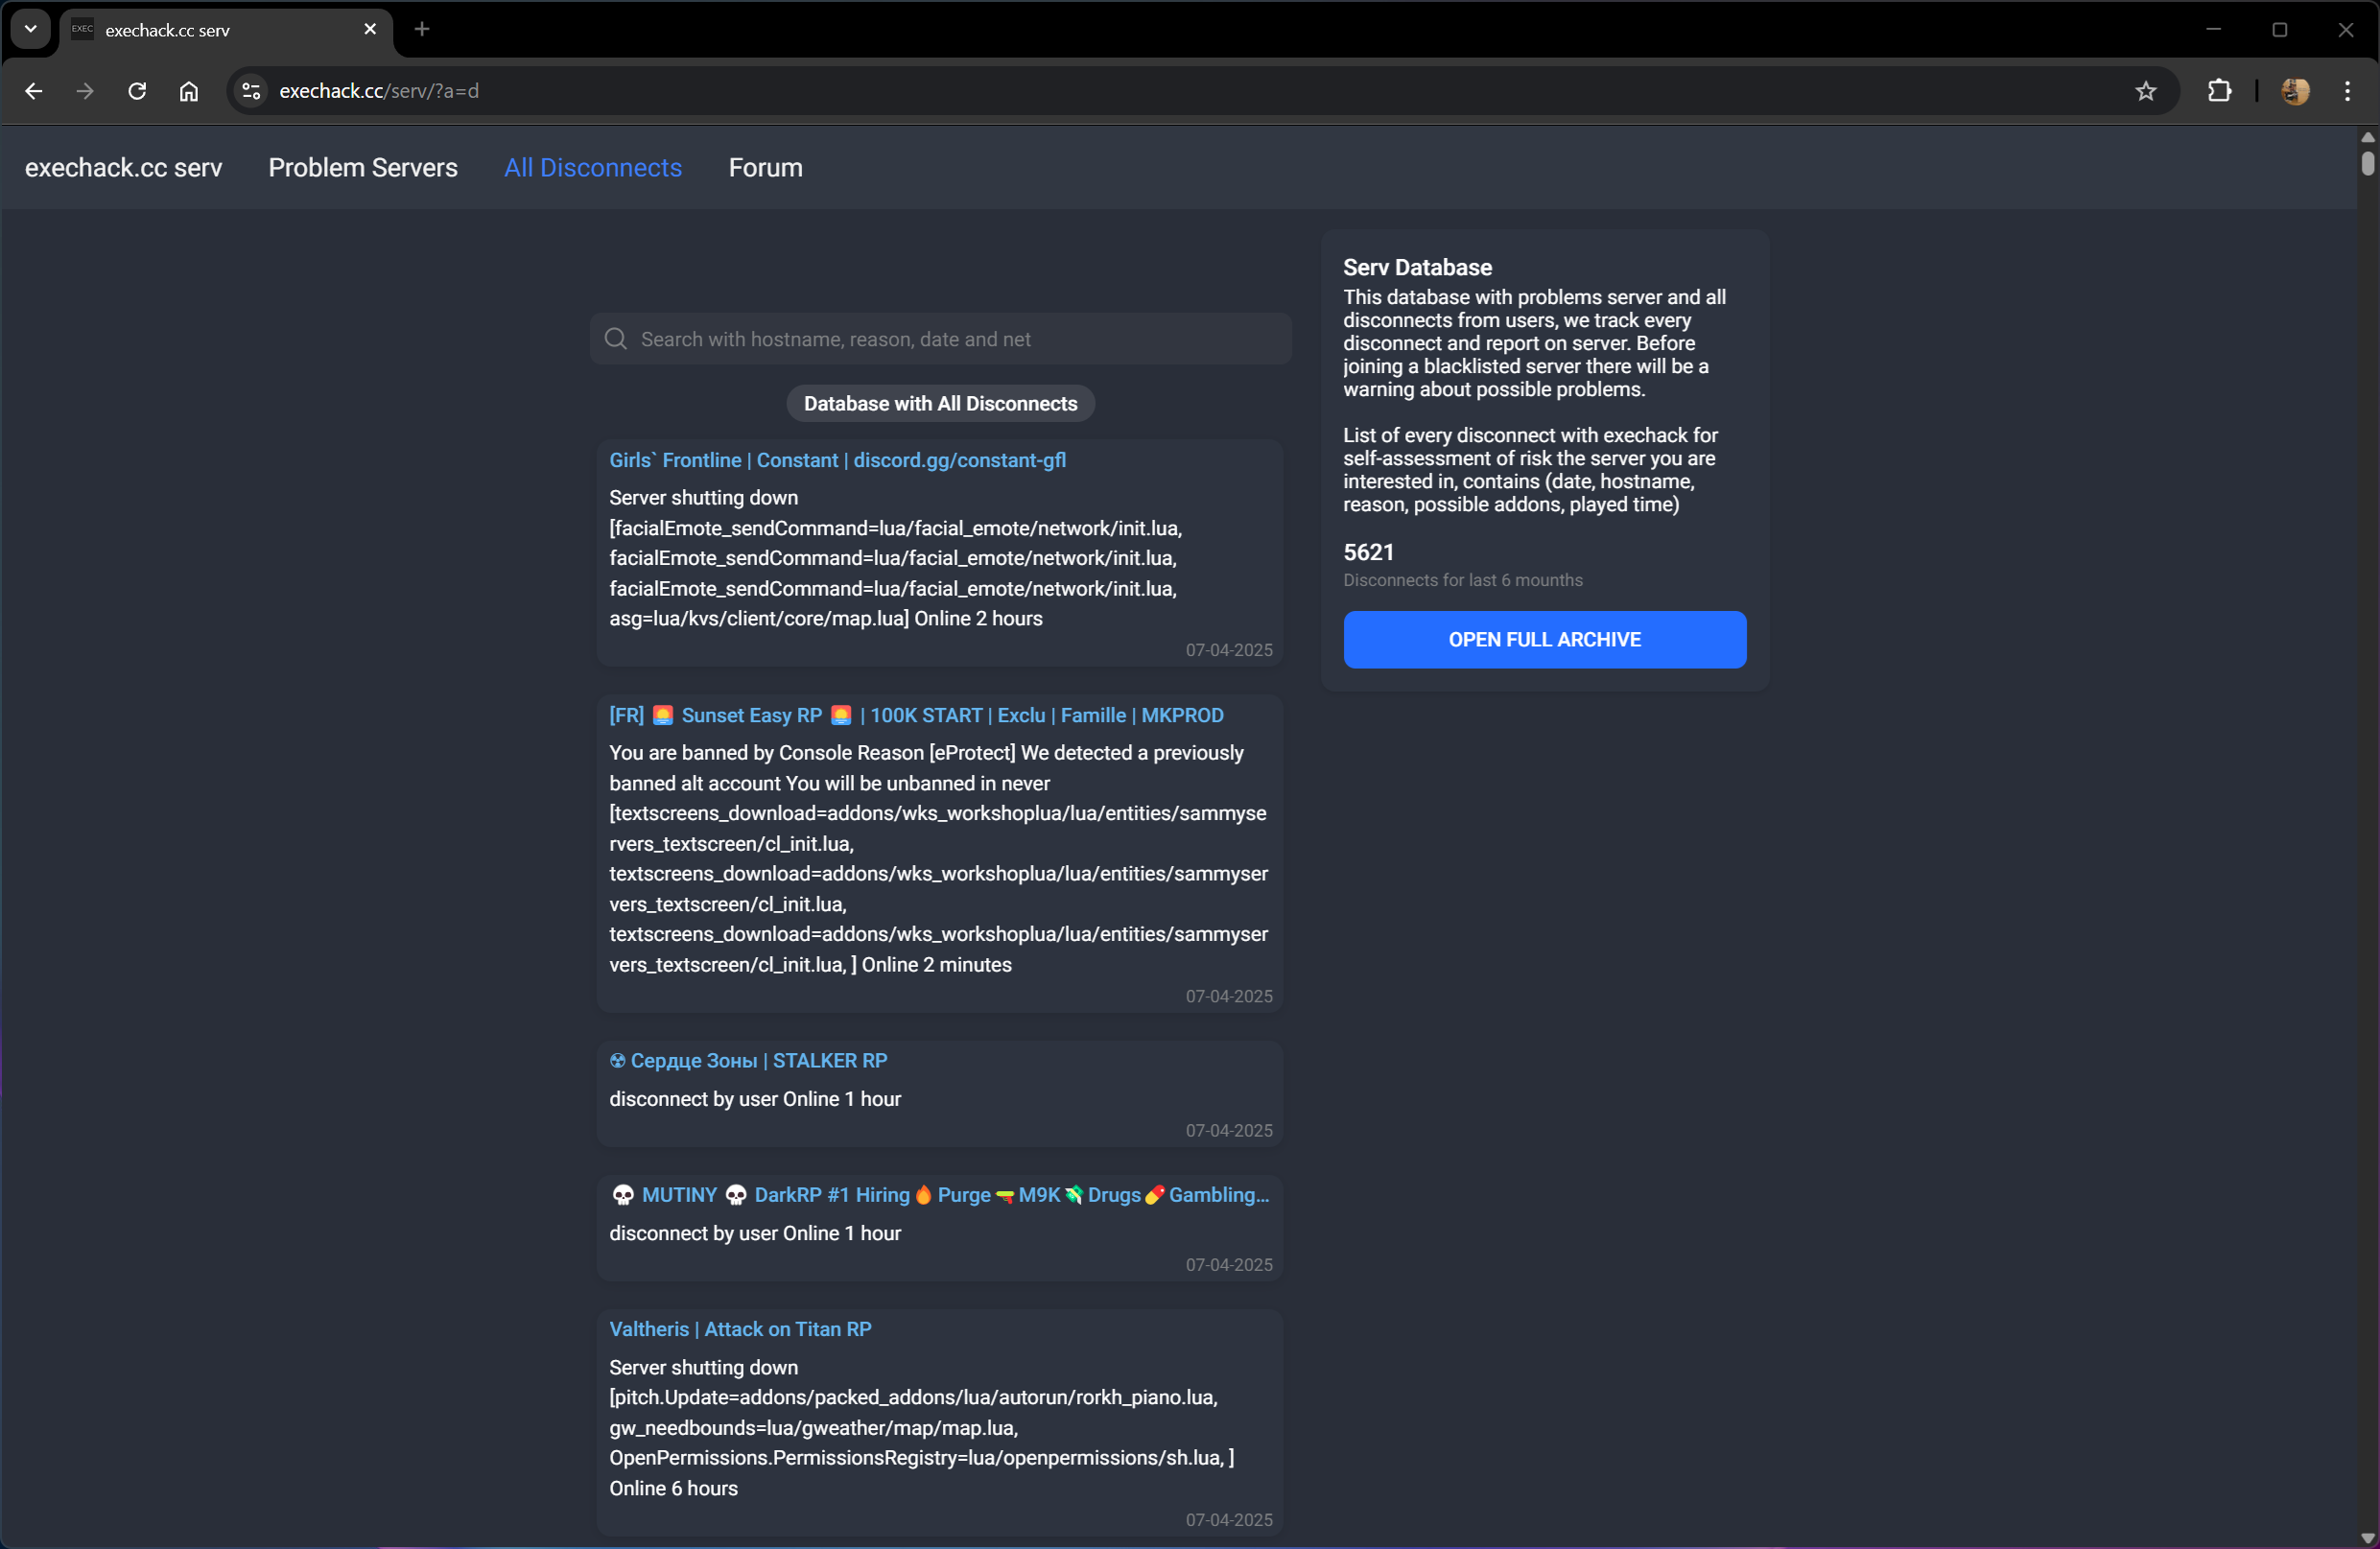 EXEC
exechack.cc serv
exechack.cc/serv/?a=d
exechack.cc serv
Problem Servers
All Disconnects
Forum
Search with hostname, reason, date and net
Database with All Disconnects
Girls` Frontline | Constant | discord.gg/constant-gfl
Server shutting down
[facialEmote_sendCommand=lua/facial_emote/network/init.lua,
facialEmote_sendCommand=lua/facial_emote/network/init.lua,
facialEmote_sendCommand=lua/facial_emote/network/init.lua,
asg=lua/kvs/client/core/map.lua] Online 2 hours
07-04-2025
[FR] 🌅 Sunset Easy RP 🌅 | 100K START | Exclu | Famille | MKPROD
You are banned by Console Reason [eProtect] We detected a previously
banned alt account You will be unbanned in never
[textscreens_download=addons/wks_workshoplua/lua/entities/sammyse
rvers_textscreen/cl_init.lua,
textscreens_download=addons/wks_workshoplua/lua/entities/sammyser
vers_textscreen/cl_init.lua,
textscreens_download=addons/wks_workshoplua/lua/entities/sammyser
vers_textscreen/cl_init.lua, ] Online 2 minutes
07-04-2025
☢ Сердце Зоны | STALKER RP
disconnect by user Online 1 hour
07-04-2025
💀 MUTINY 💀 DarkRP #1 Hiring🔥Purge🔫M9K💸Drugs💊Gambling...
disconnect by user Online 1 hour
07-04-2025
Valtheris | Attack on Titan RP
Server shutting down
[pitch.Update=addons/packed_addons/lua/autorun/rorkh_piano.lua,
gw_needbounds=lua/gweather/map/map.lua,
OpenPermissions.PermissionsRegistry=lua/openpermissions/sh.lua, ]
Online 6 hours
07-04-2025
Serv Database
This database with problems server and all
disconnects from users, we track every
disconnect and report on server. Before
joining a blacklisted server there will be a
warning about possible problems.
List of every disconnect with exechack for
self-assessment of risk the server you are
interested in, contains (date, hostname,
reason, possible addons, played time)
5621
Disconnects for last 6 mounths
OPEN FULL ARCHIVE